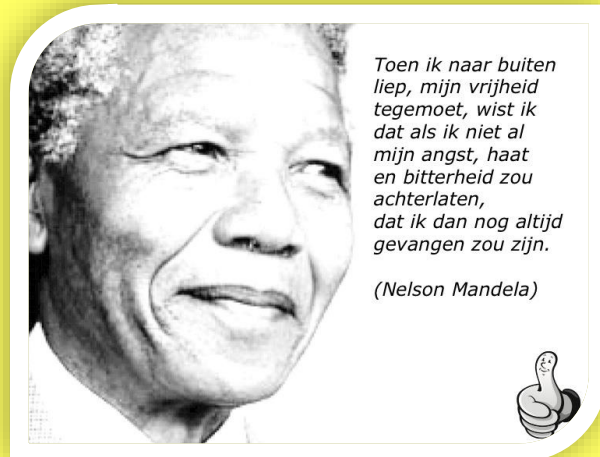 Toen ik naar buiten
liep, mijn vrijheid
tegemoet, wist ik
dat als ik niet al
mijn angst, haat
en bitterheid zou
achterlaten,
dat ik dan nog altijd
gevangen zou zijn.
(Nelson Mandela)